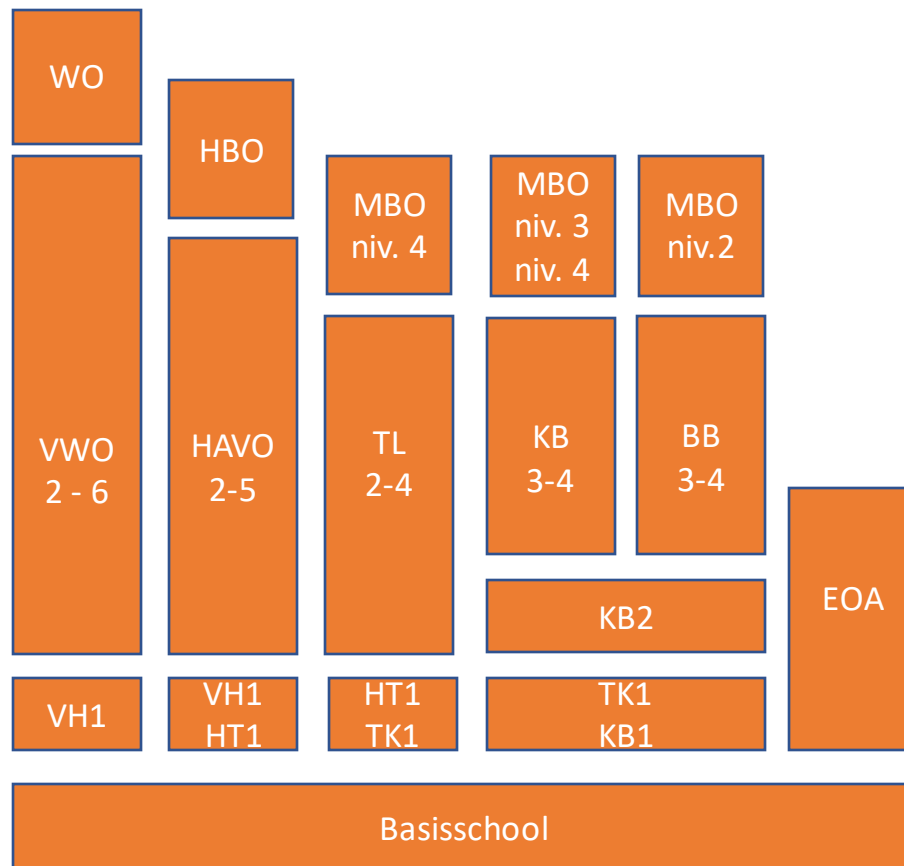 WO
HBO
MBO
niv. 4
MBO
niv. 3
niv. 4
MBO
niv.2
VWO
2 - 6
HAVO
2-5
TL
2-4
KB
3-4
BB
3-4
EOA
KB2
VH1
VH1
HT1
HT1
TK1
TK1
KB1
Basisschool